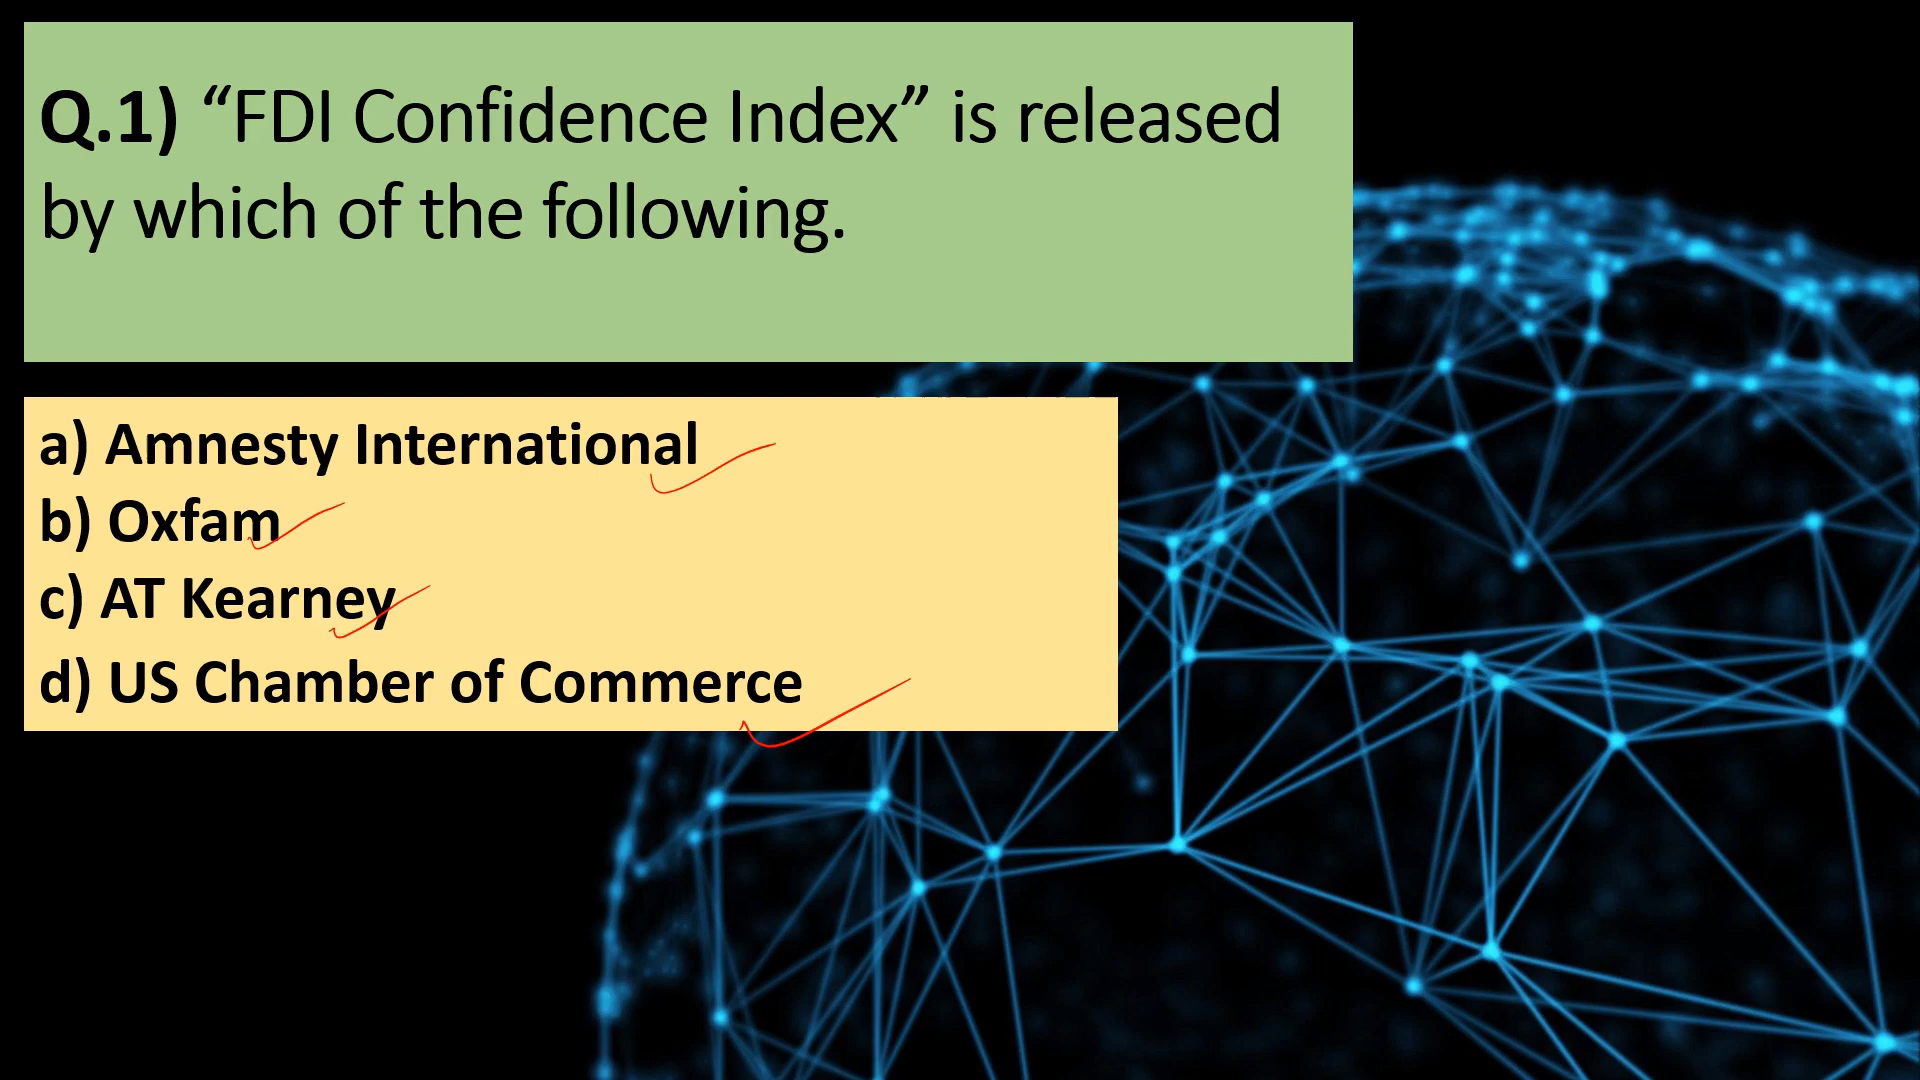 Q.1) “FDI Confidence Index” is released
by which of the following.
a) Amnesty International
b) Oxfam
c) AT Kearney
d) US Chamber of Commerce